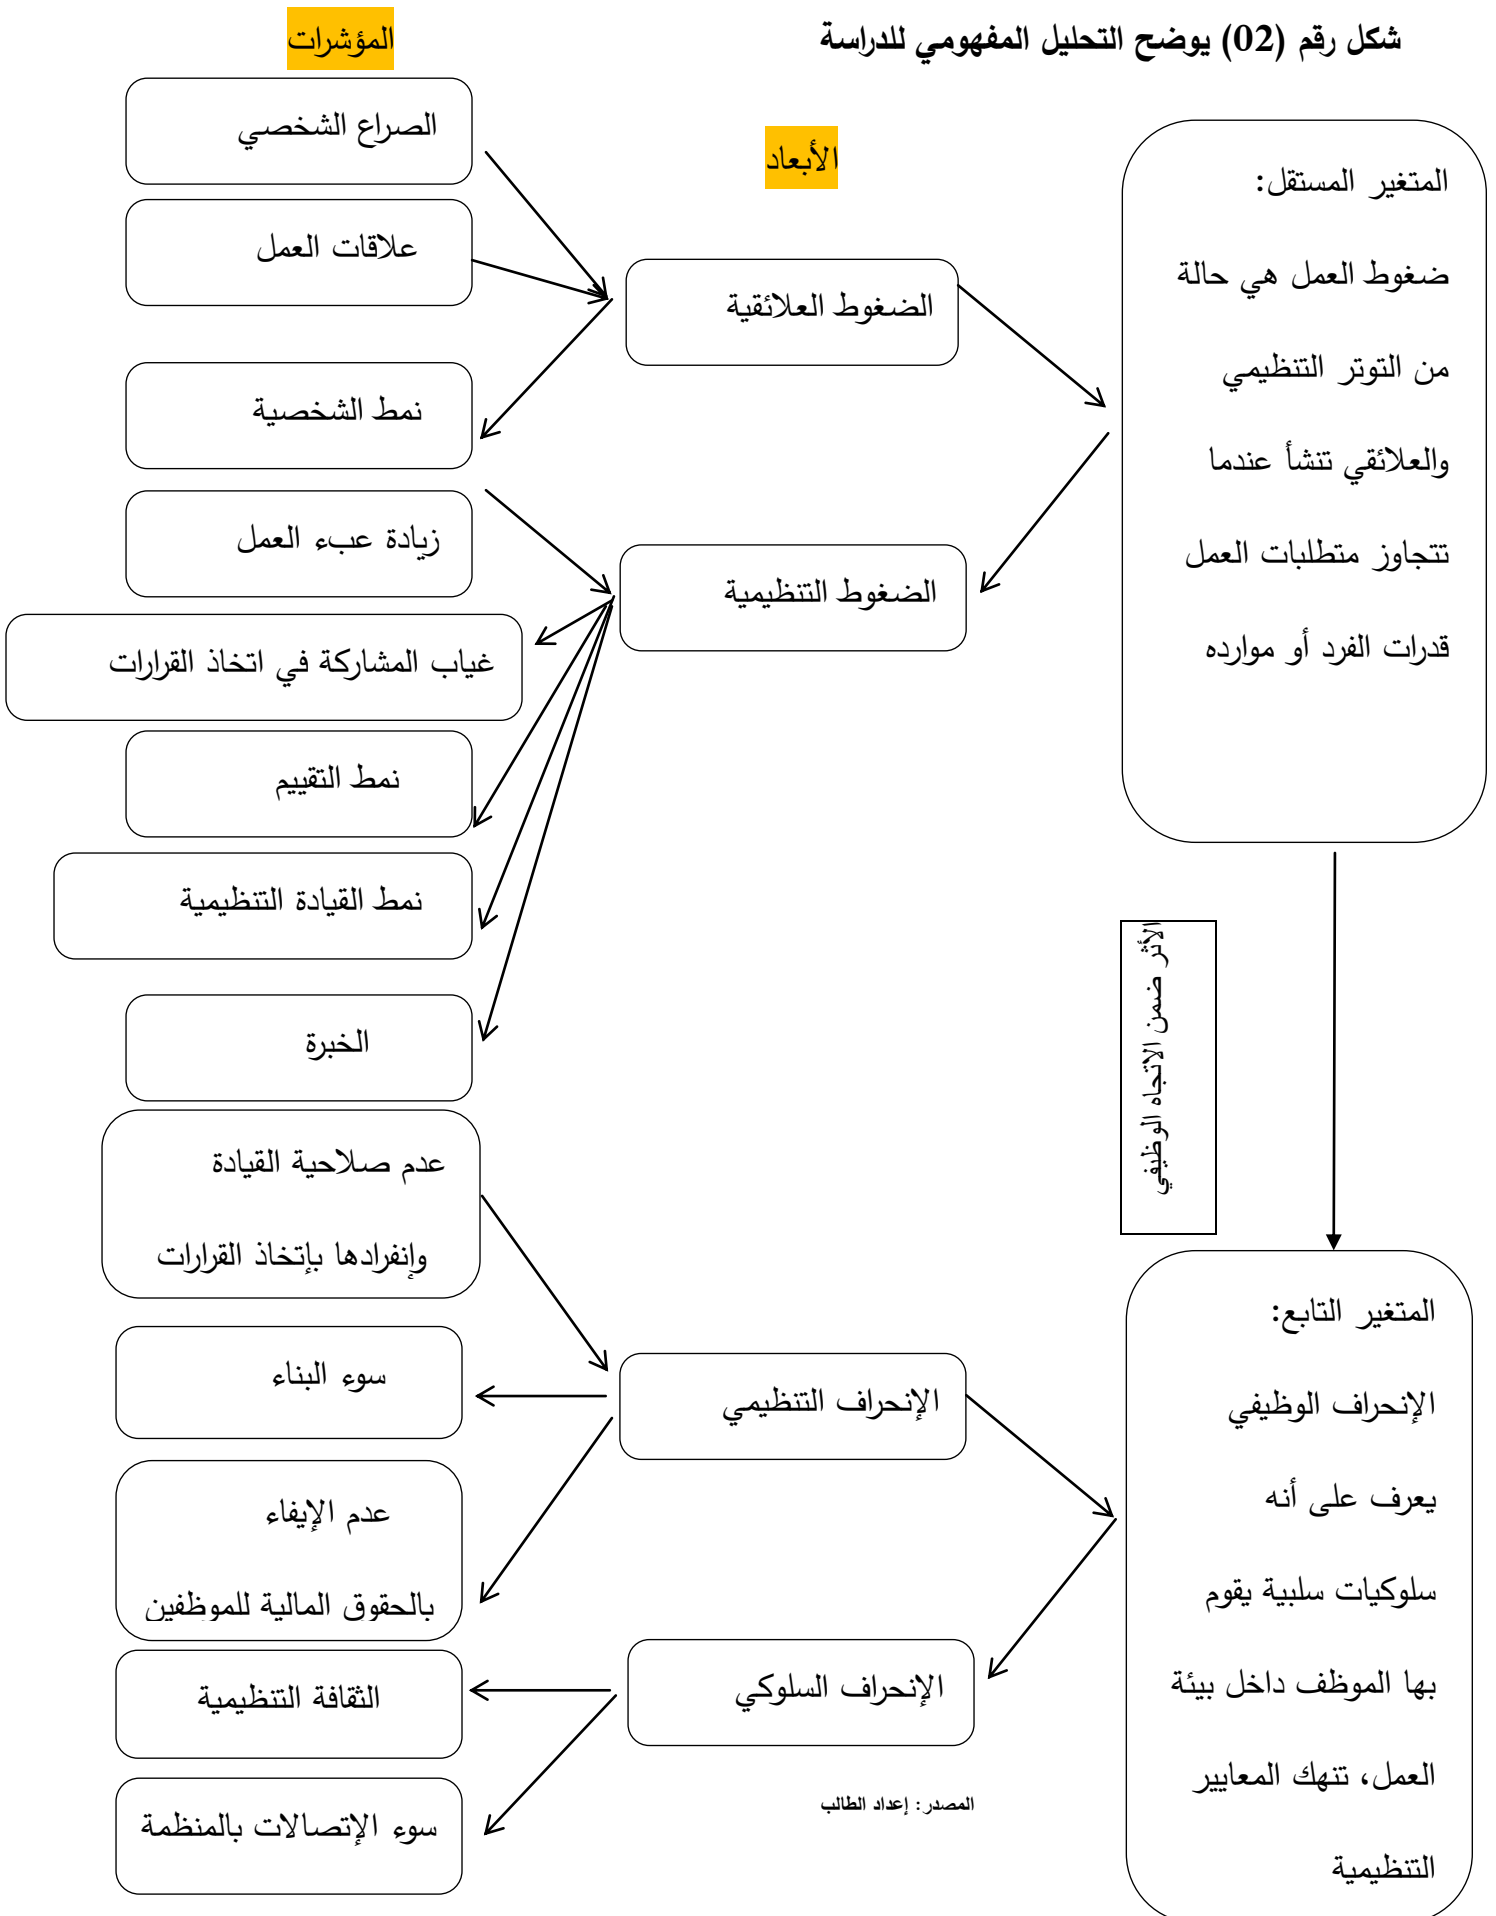 شكل رقم (02) يوضح التحليل المفهومي للدراسة
المؤشرات
الأبعاد
المتغير المستقل:
ضغوط العمل هي حالة
من التوتر التنظيمي
والعلائقي تنشأ عندما
تتجاوز متطلبات العمل
قدرات الفرد أو موارده
الضغوط العلائقية
الضغوط التنظيمية
الصراع الشخصي
علاقات العمل
نمط الشخصية
زيادة عبء العمل
غياب المشاركة في اتخاذ القرارات
نمط التقييم
نمط القيادة التنظيمية
الخبرة
الأثر ضمن الاتجاه الوظيفي
المتغير التابع:
الإنحراف الوظيفي
يعرف على أنه
سلوكيات سلبية يقوم
بها الموظف داخل بيئة
العمل، تنهك المعايير
التنظيمية
الإنحراف التنظيمي
الإنحراف السلوكي
عدم صلاحية القيادة
وإنفرادها بإتخاذ القرارات
سوء البناء
عدم الإيفاء
بالحقوق المالية للموظفين
الثقافة التنظيمية
سوء الإتصالات بالمنظمة
المصدر: إعداد الطالب